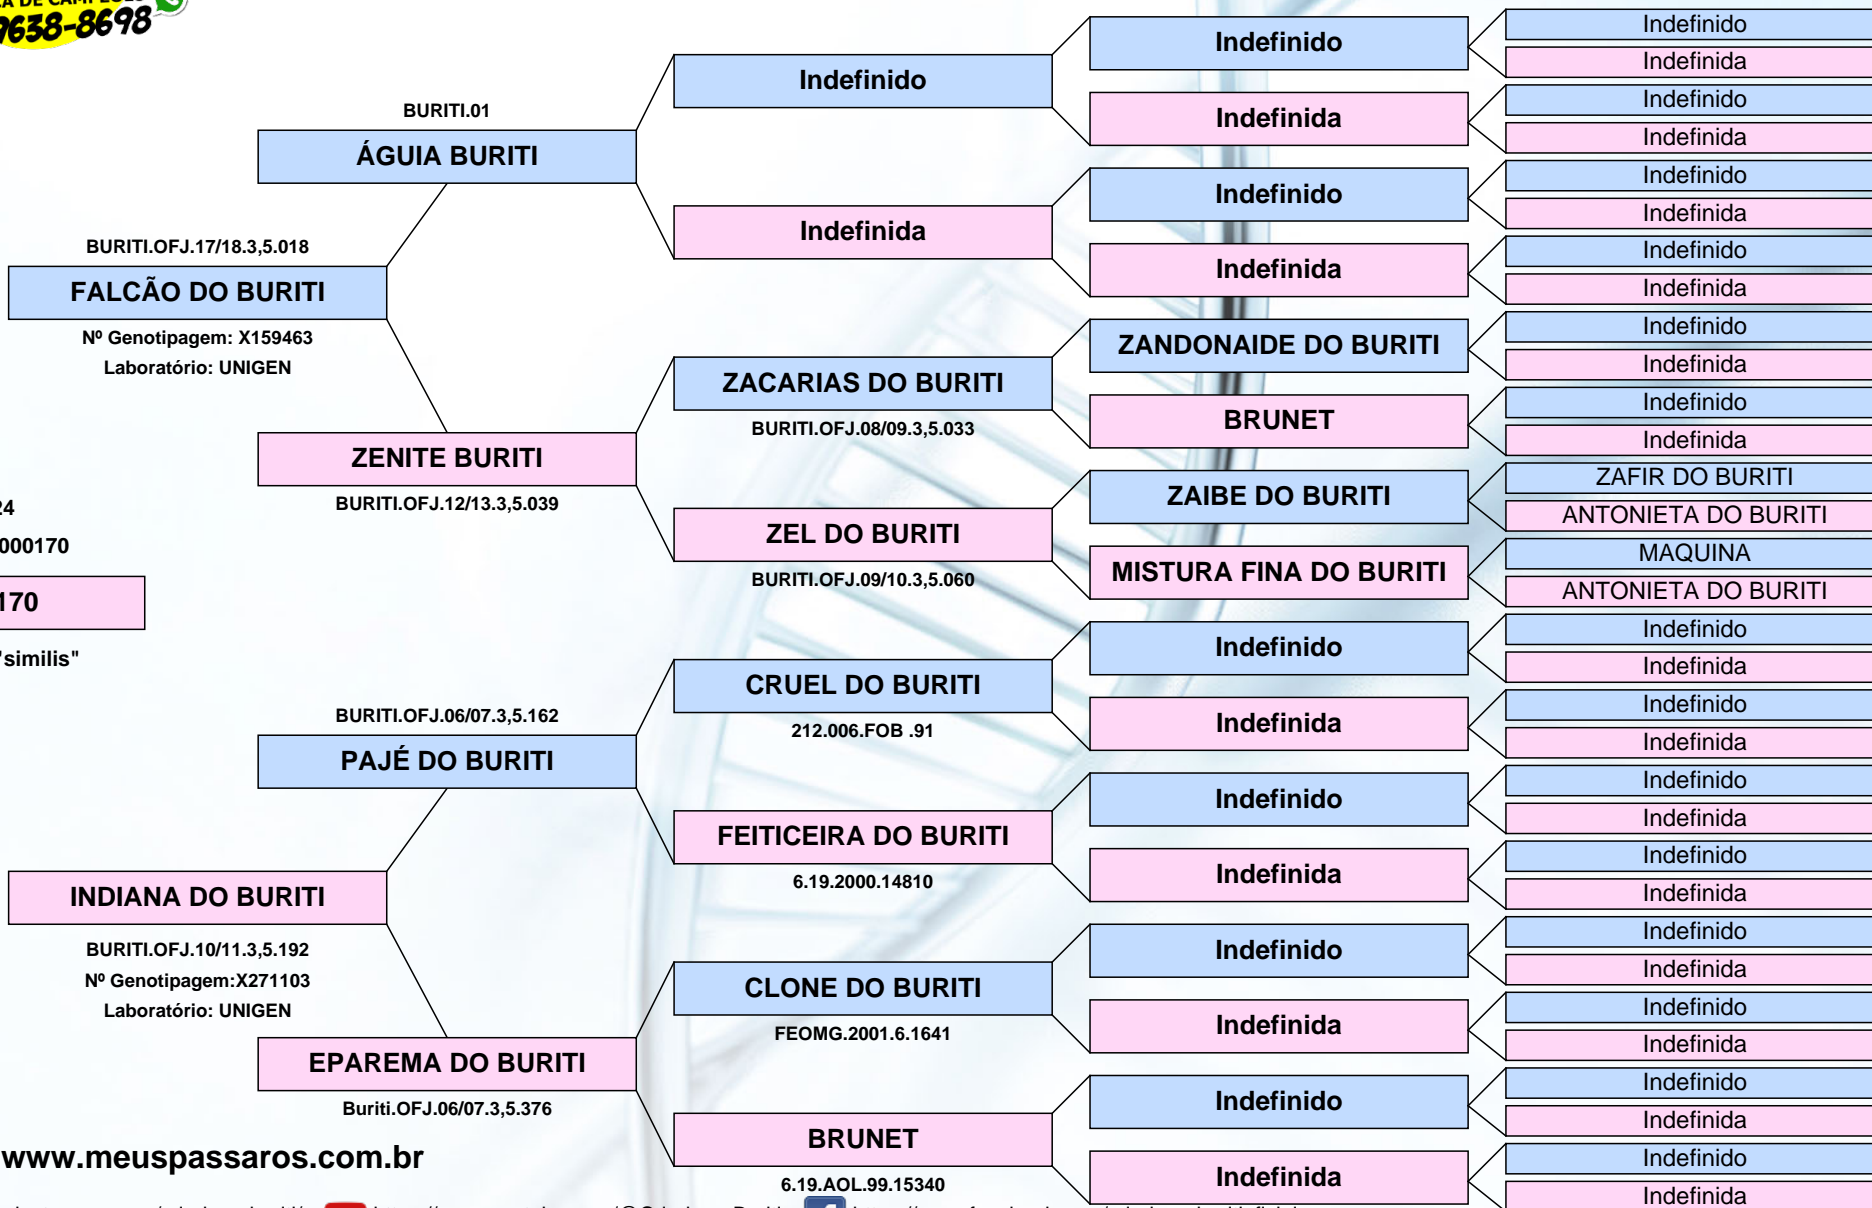 9638-8698
24
000170
170
"similis"
BURITI.OFJ.17/18.3,5.018
FALCÃO DO BURITI
Nº Genotipagem: X159463
Laboratório: UNIGEN
INDIANA DO BURITI
BURITI.OFJ.10/11.3,5.192
Nº Genotipagem:X271103
Laboratório: UNIGEN
BURITI.01
ÁGUIA BURITI
ZENITE BURITI
BURITI.OFJ.12/13.3,5.039
BURITI.OFJ.06/07.3,5.162
PAJÉ DO BURITI
EPAREMA DO BURITI
Buriti.OFJ.06/07.3,5.376
Indefinido
Indefinida
ZACARIAS DO BURITI
BURITI.OFJ.08/09.3,5.033
ZEL DO BURITI
BURITI.OFJ.09/10.3,5.060
CRUEL DO BURITI
212.006.FOB .91
FEITICEIRA DO BURITI
6.19.2000.14810
CLONE DO BURITI
FEOMG.2001.6.1641
BRUNET
6.19.AOL.99.15340
Indefinido
Indefinida
Indefinido
Indefinida
ZANDONAIDE DO BURITI
BRUNET
ZAIBE DO BURITI
MISTURA FINA DO BURITI
Indefinido
Indefinida
Indefinido
Indefinida
Indefinido
Indefinida
Indefinido
Indefinida
Indefinido
Indefinida
Indefinido
Indefinida
Indefinido
Indefinida
Indefinido
Indefinida
Indefinido
Indefinida
Indefinido
Indefinida
ZAFIR DO BURITI
ANTONIETA DO BURITI
MAQUINA
ANTONIETA DO BURITI
Indefinido
Indefinida
Indefinido
Indefinida
Indefinido
Indefinida
Indefinido
Indefinida
Indefinido
Indefinida
Indefinido
Indefinida
Indefinido
Indefinida
Indefinido
Indefinida
www.meuspassaros.com.br